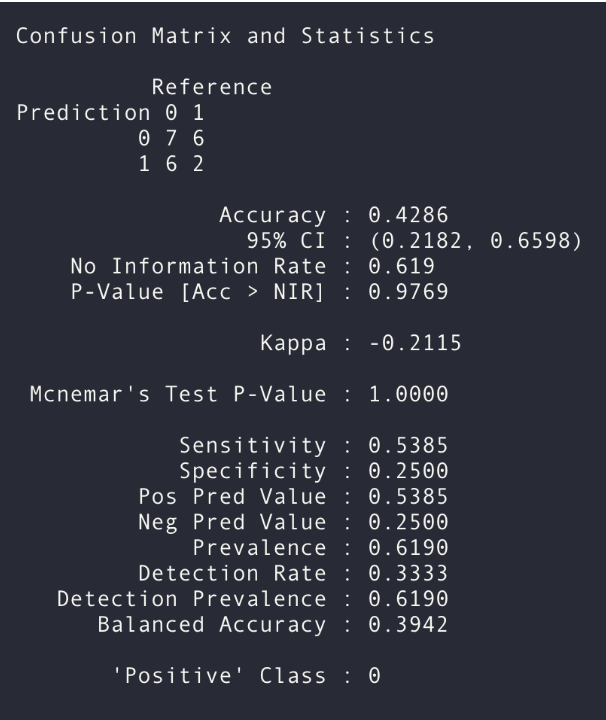 Confusion Matrix and Statistics
Reference
Prediction 0 1
0 7 6
1 6 2
Accuracy : 0.4286
95% CI : (0.2182, 0.6598)
No Information Rate : 0.619
P-Value [Acc > NIR] : 0.9769
Kappa : -0.2115
Mcnemar's Test P-Value : 1.0000
Sensitivity : 0.5385
Specificity : 0.2500
Pos Pred Value : 0.5385
Neg Pred Value : 0.2500
Prevalence : 0.6190
Detection Rate : 0.3333
Detection Prevalence : 0.6190
Balanced Accuracy : 0.3942
'Positive' Class : 0